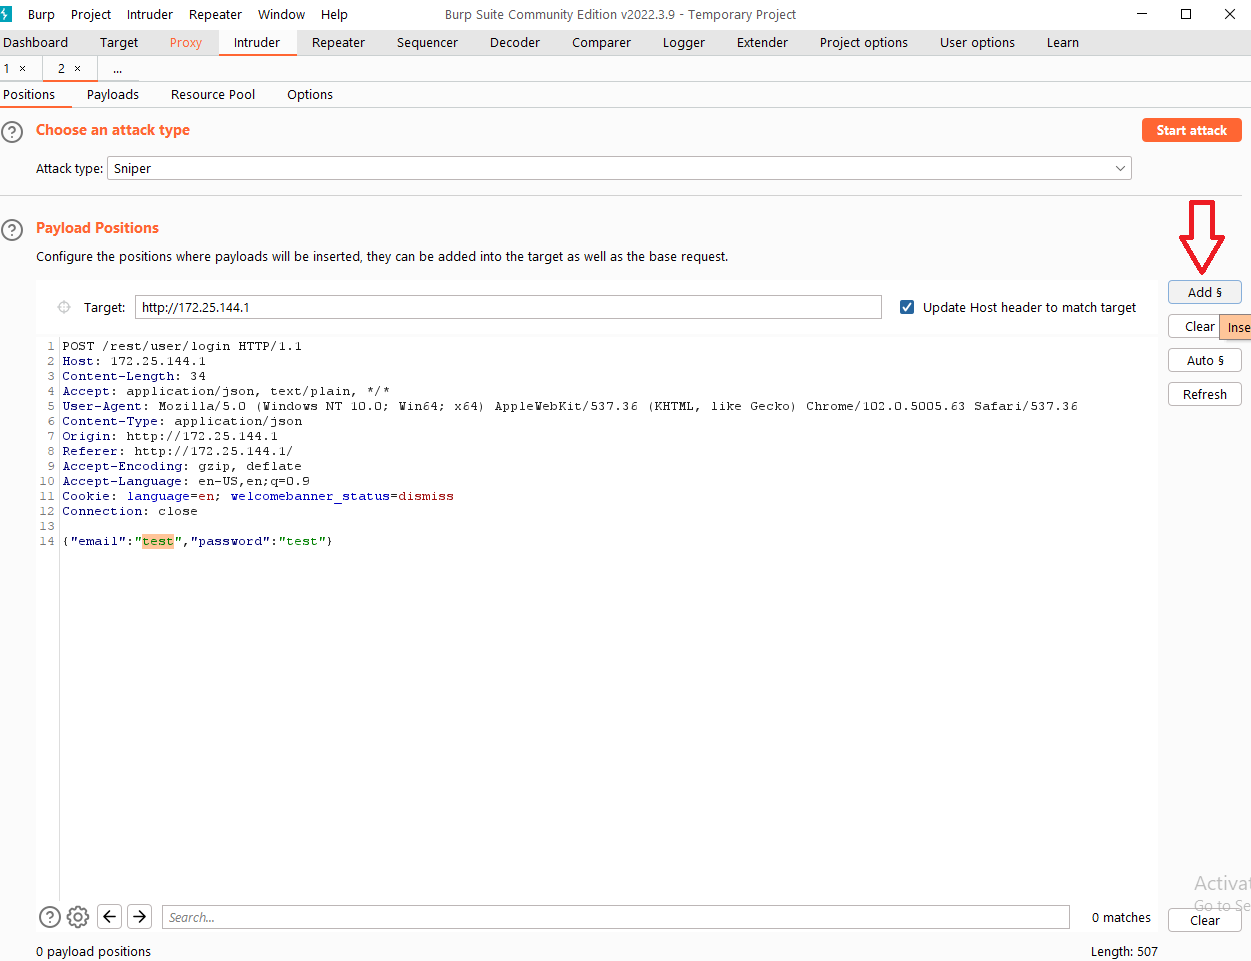 Burp Project Intruder Repeater Window Help Burp Suite Community Edition v2022.3.9 - Temporary Project
Dashboard Target Proxy Intruder Repeater Sequencer Decoder Comparer Logger Extender Project options User options Learn
1 × 2 × ...
Positions Payloads Resource Pool Options
? Choose an attack type Start attack
Attack type: Sniper
? Payload Positions
Configure the positions where payloads will be inserted, they can be added into the target as well as the base request.
Add §
Target: http://172.25.144.1 Update Host header to match target
Clear Inse
1 POST /rest/user/login HTTP/1.1
2 Host: 172.25.144.1
Auto §
3 Content-Length: 34
4 Accept: application/json, text/plain, */*
Refresh
5 User-Agent: Mozilla/5.0 (Windows NT 10.0; Win64; x64) AppleWebKit/537.36 (KHTML, like Gecko) Chrome/102.0.5005.63 Safari/537.36
6 Content-Type: application/json
7 Origin: http://172.25.144.1
8 Referer: http://172.25.144.1/
9 Accept-Encoding: gzip, deflate
10 Accept-Language: en-US,en;q=0.9
11 Cookie: language=en; welcomebanner_status=dismiss
12 Connection: close
13
14 {"email":"test","password":"test"}
Activat
Go to Se
? Search... 0 matches Clear
0 payload positions Length: 507